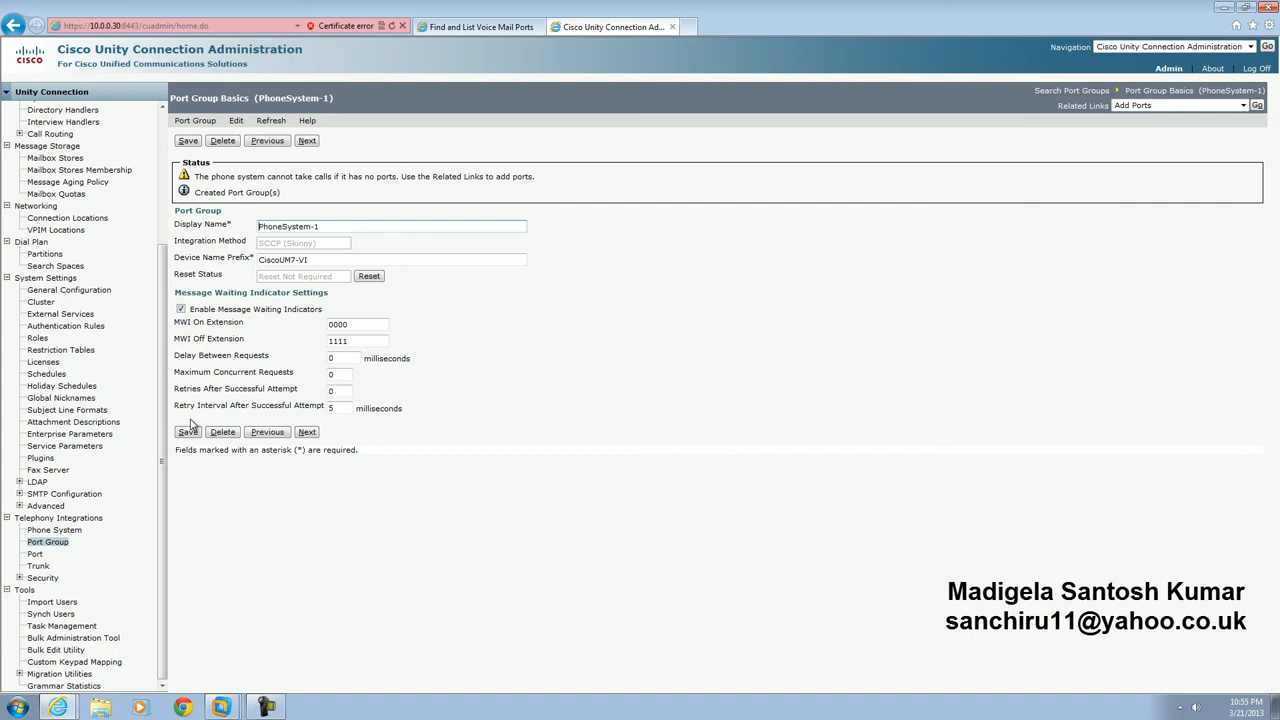 https://10.0.0.30:8443/cuadmin/home.do
Certificate error
Find and List Voice Mail Ports
Cisco Unity Connection Ad...
CISCO
Cisco Unity Connection Administration
For Cisco Unified Communications Solutions
Navigation Cisco Unity Connection Administration Go
Admin About Log Off
Unity Connection
Directory Handlers
Interview Handlers
Call Routing
Message Storage
Mailbox Stores
Mailbox Stores Membership
Message Aging Policy
Mailbox Quotas
Networking
Connection Locations
VPIM Locations
Dial Plan
Partitions
Search Spaces
System Settings
General Configuration
Cluster
External Services
Authentication Rules
Roles
Restriction Tables
Licenses
Schedules
Holiday Schedules
Global Nicknames
Subject Line Formats
Attachment Descriptions
Enterprise Parameters
Service Parameters
Plugins
Fax Server
LDAP
SMTP Configuration
Advanced
Telephony Integrations
Phone System
Port Group
Port
Trunk
Security
Tools
Import Users
Synch Users
Task Management
Bulk Administration Tool
Bulk Edit Utility
Custom Keypad Mapping
Migration Utilities
Grammar Statistics
Port Group Basics (PhoneSystem-1)
Search Port Groups Port Group Basics (PhoneSystem-1)
Related Links Add Ports Go
Port Group Edit Refresh Help
Save Delete Previous Next
Status
The phone system cannot take calls if it has no ports. Use the Related Links to add ports.
Created Port Group(s)
Port Group
Display Name* PhoneSystem-1
Integration Method SCCP (Skinny)
Device Name Prefix* CiscoUM7-VI
Reset Status Reset Not Required Reset
Message Waiting Indicator Settings
Enable Message Waiting Indicators
MWI On Extension 0000
MWI Off Extension 1111
Delay Between Requests 0 milliseconds
Maximum Concurrent Requests 0
Retries After Successful Attempt 0
Retry Interval After Successful Attempt 5 milliseconds
Save Delete Previous Next
Fields marked with an asterisk (*) are required.
Madigela Santosh Kumar
sanchiru11@yahoo.co.uk
10:55 PM
3/21/2013